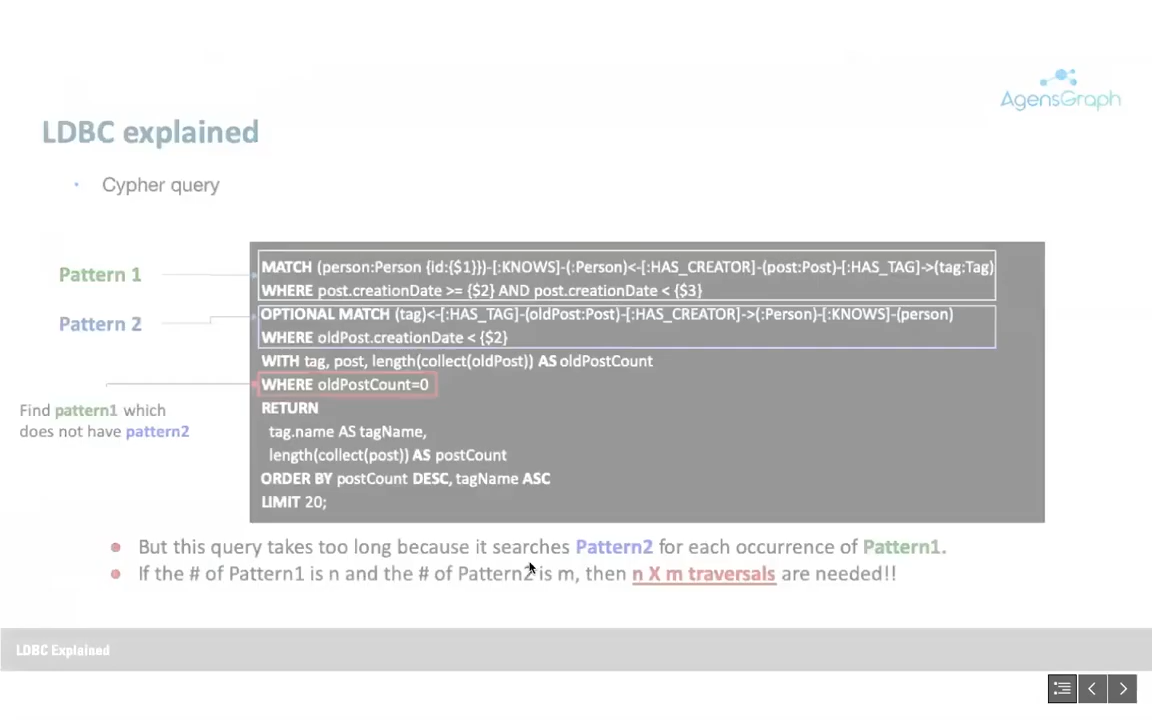 AgensGraph
LDBC explained
• Cypher query
Pattern 1
Pattern 2
Find pattern1 which
does not have pattern2
MATCH (person:Person {id:{$1}})-[:KNOWS]-(:Person)<-[:HAS_CREATOR]-(post:Post)-[:HAS_TAG]->(tag:Tag)
WHERE post.creationDate >= {$2} AND post.creationDate < {$3}
OPTIONAL MATCH (tag)<-[:HAS_TAG]-(oldPost:Post)-[:HAS_CREATOR]->(:Person)-[:KNOWS]-(person)
WHERE oldPost.creationDate < {$2}
WITH tag, post, length(collect(oldPost)) AS oldPostCount
WHERE oldPostCount=0
RETURN
tag.name AS tagName,
length(collect(post)) AS postCount
ORDER BY postCount DESC, tagName ASC
LIMIT 20;
• But this query takes too long because it searches Pattern2 for each occurrence of Pattern1.
• If the # of Pattern1 is n and the # of Pattern2 is m, then n X m traversals are needed!!
LDBC Explained